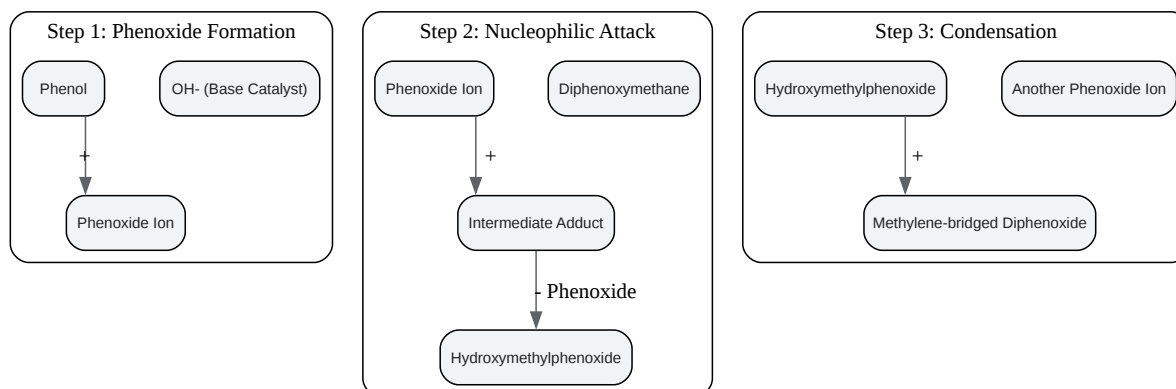 Step 1: Phenoxide Formation
Phenol
OH- (Base Catalyst)
+
Phenoxide Ion
Step 2: Nucleophilic Attack
Phenoxide Ion
Diphenoxymethane
+
Intermediate Adduct
- Phenoxide
Hydroxymethylphenoxide
Step 3: Condensation
Hydroxymethylphenoxide
Another Phenoxide Ion
+
Methylene-bridged Diphenoxide